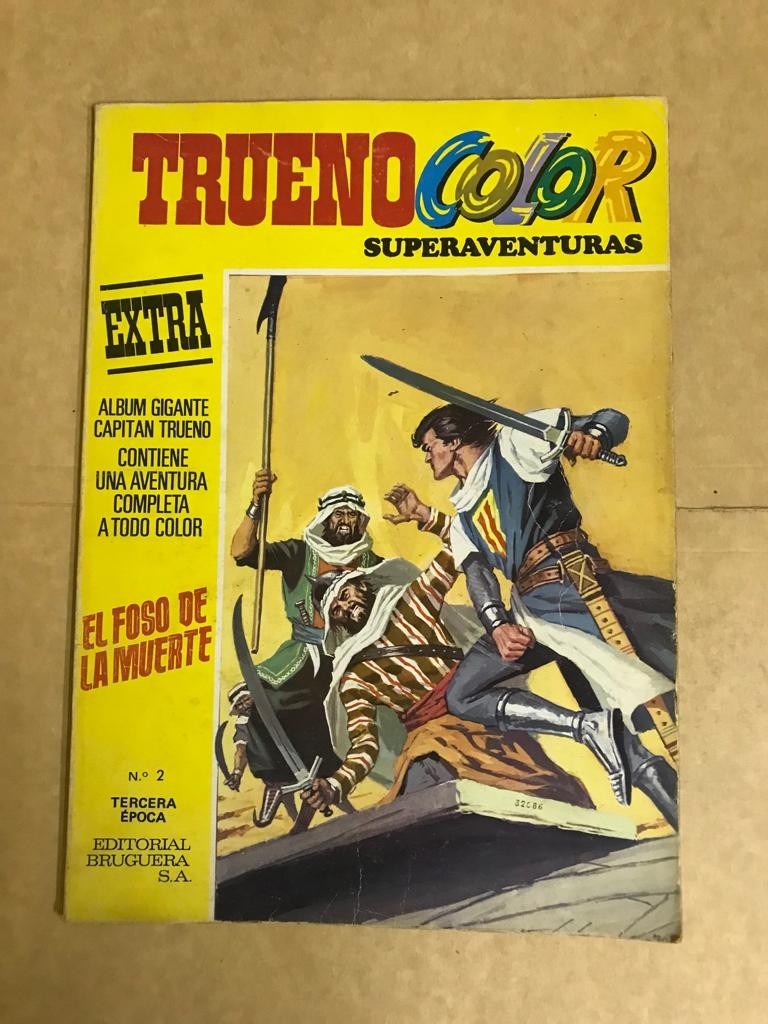 TRUENO COLOR
SUPERAVENTURAS
EXTRA
ALBUM GIGANTE
CAPITAN TRUENO
CONTIENE
UNA AVENTURA
COMPLETA
A TODO COLOR
EL FOSO DE
LA MUERTE
N.º 2
TERCERA
ÉPOCA
EDITORIAL
BRUGUERA
S.A.
32086